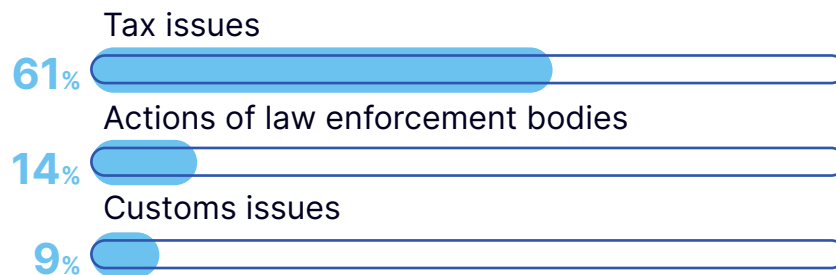 Tax issues
61%
Actions of law enforcement bodies
14%
Customs issues
9%